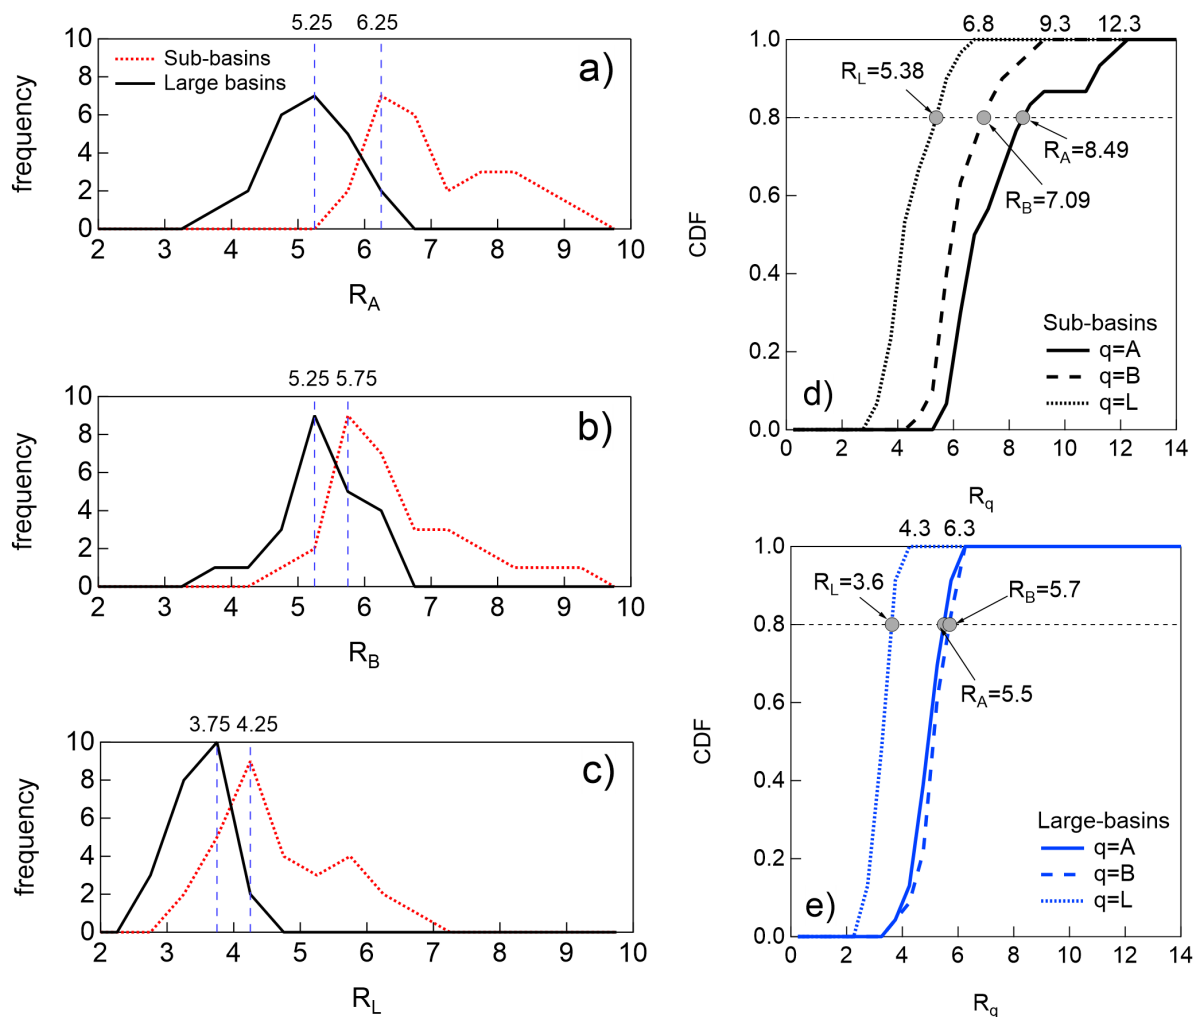 5.25 6.25
10
8
6
4
2
0
frequency
Sub-basins
Large basins
a)
2 3 4 5 6 7 8 9 10
R_A
5.25 5.75
10
8
6
4
2
0
frequency
b)
2 3 4 5 6 7 8 9 10
R_B
3.75 4.25
10
8
6
4
2
0
frequency
c)
2 3 4 5 6 7 8 9 10
R_L
6.8 9.3 12.3
1.0
0.8
0.6
0.4
0.2
0.0
CDF
R_L=5.38
R_A=8.49
R_B=7.09
Sub-basins
q=A
q=B
q=L
d)
0 2 4 6 8 10 12 14
R_q
4.3 6.3
1.0
0.8
0.6
0.4
0.2
0.0
CDF
R_L=3.6
R_B=5.7
R_A=5.5
Large-basins
q=A
q=B
q=L
e)
0 2 4 6 8 10 12 14
R_q